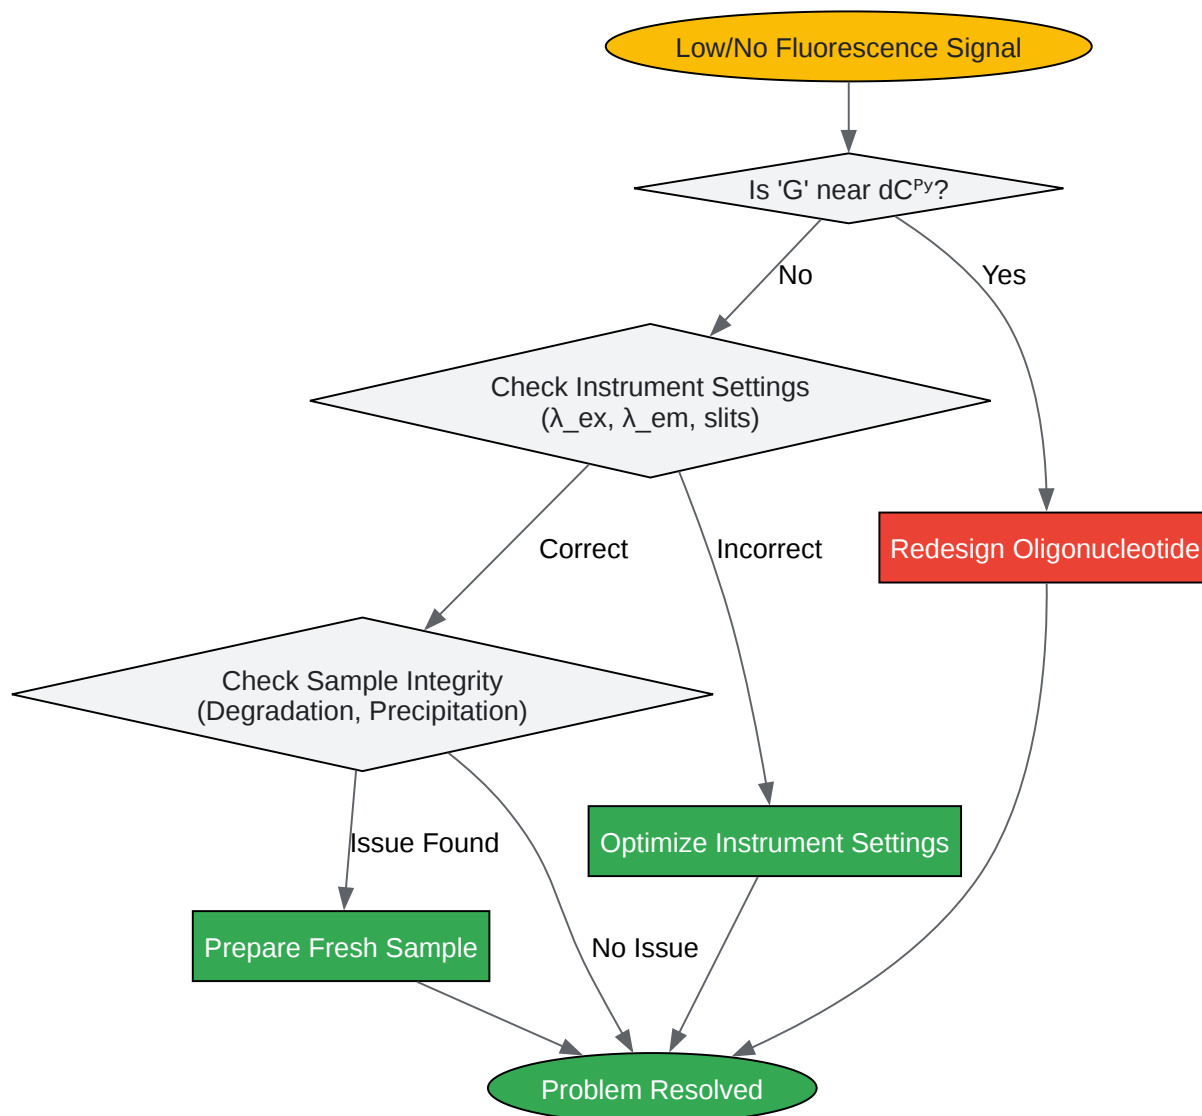 Low/No Fluorescence Signal
Is 'G' near dCᴾʸ?
No
Yes
Check Instrument Settings
(λ_ex, λ_em, slits)
Correct
Incorrect
Redesign Oligonucleotide
Check Sample Integrity
(Degradation, Precipitation)
Issue Found
Optimize Instrument Settings
Prepare Fresh Sample
No Issue
Problem Resolved